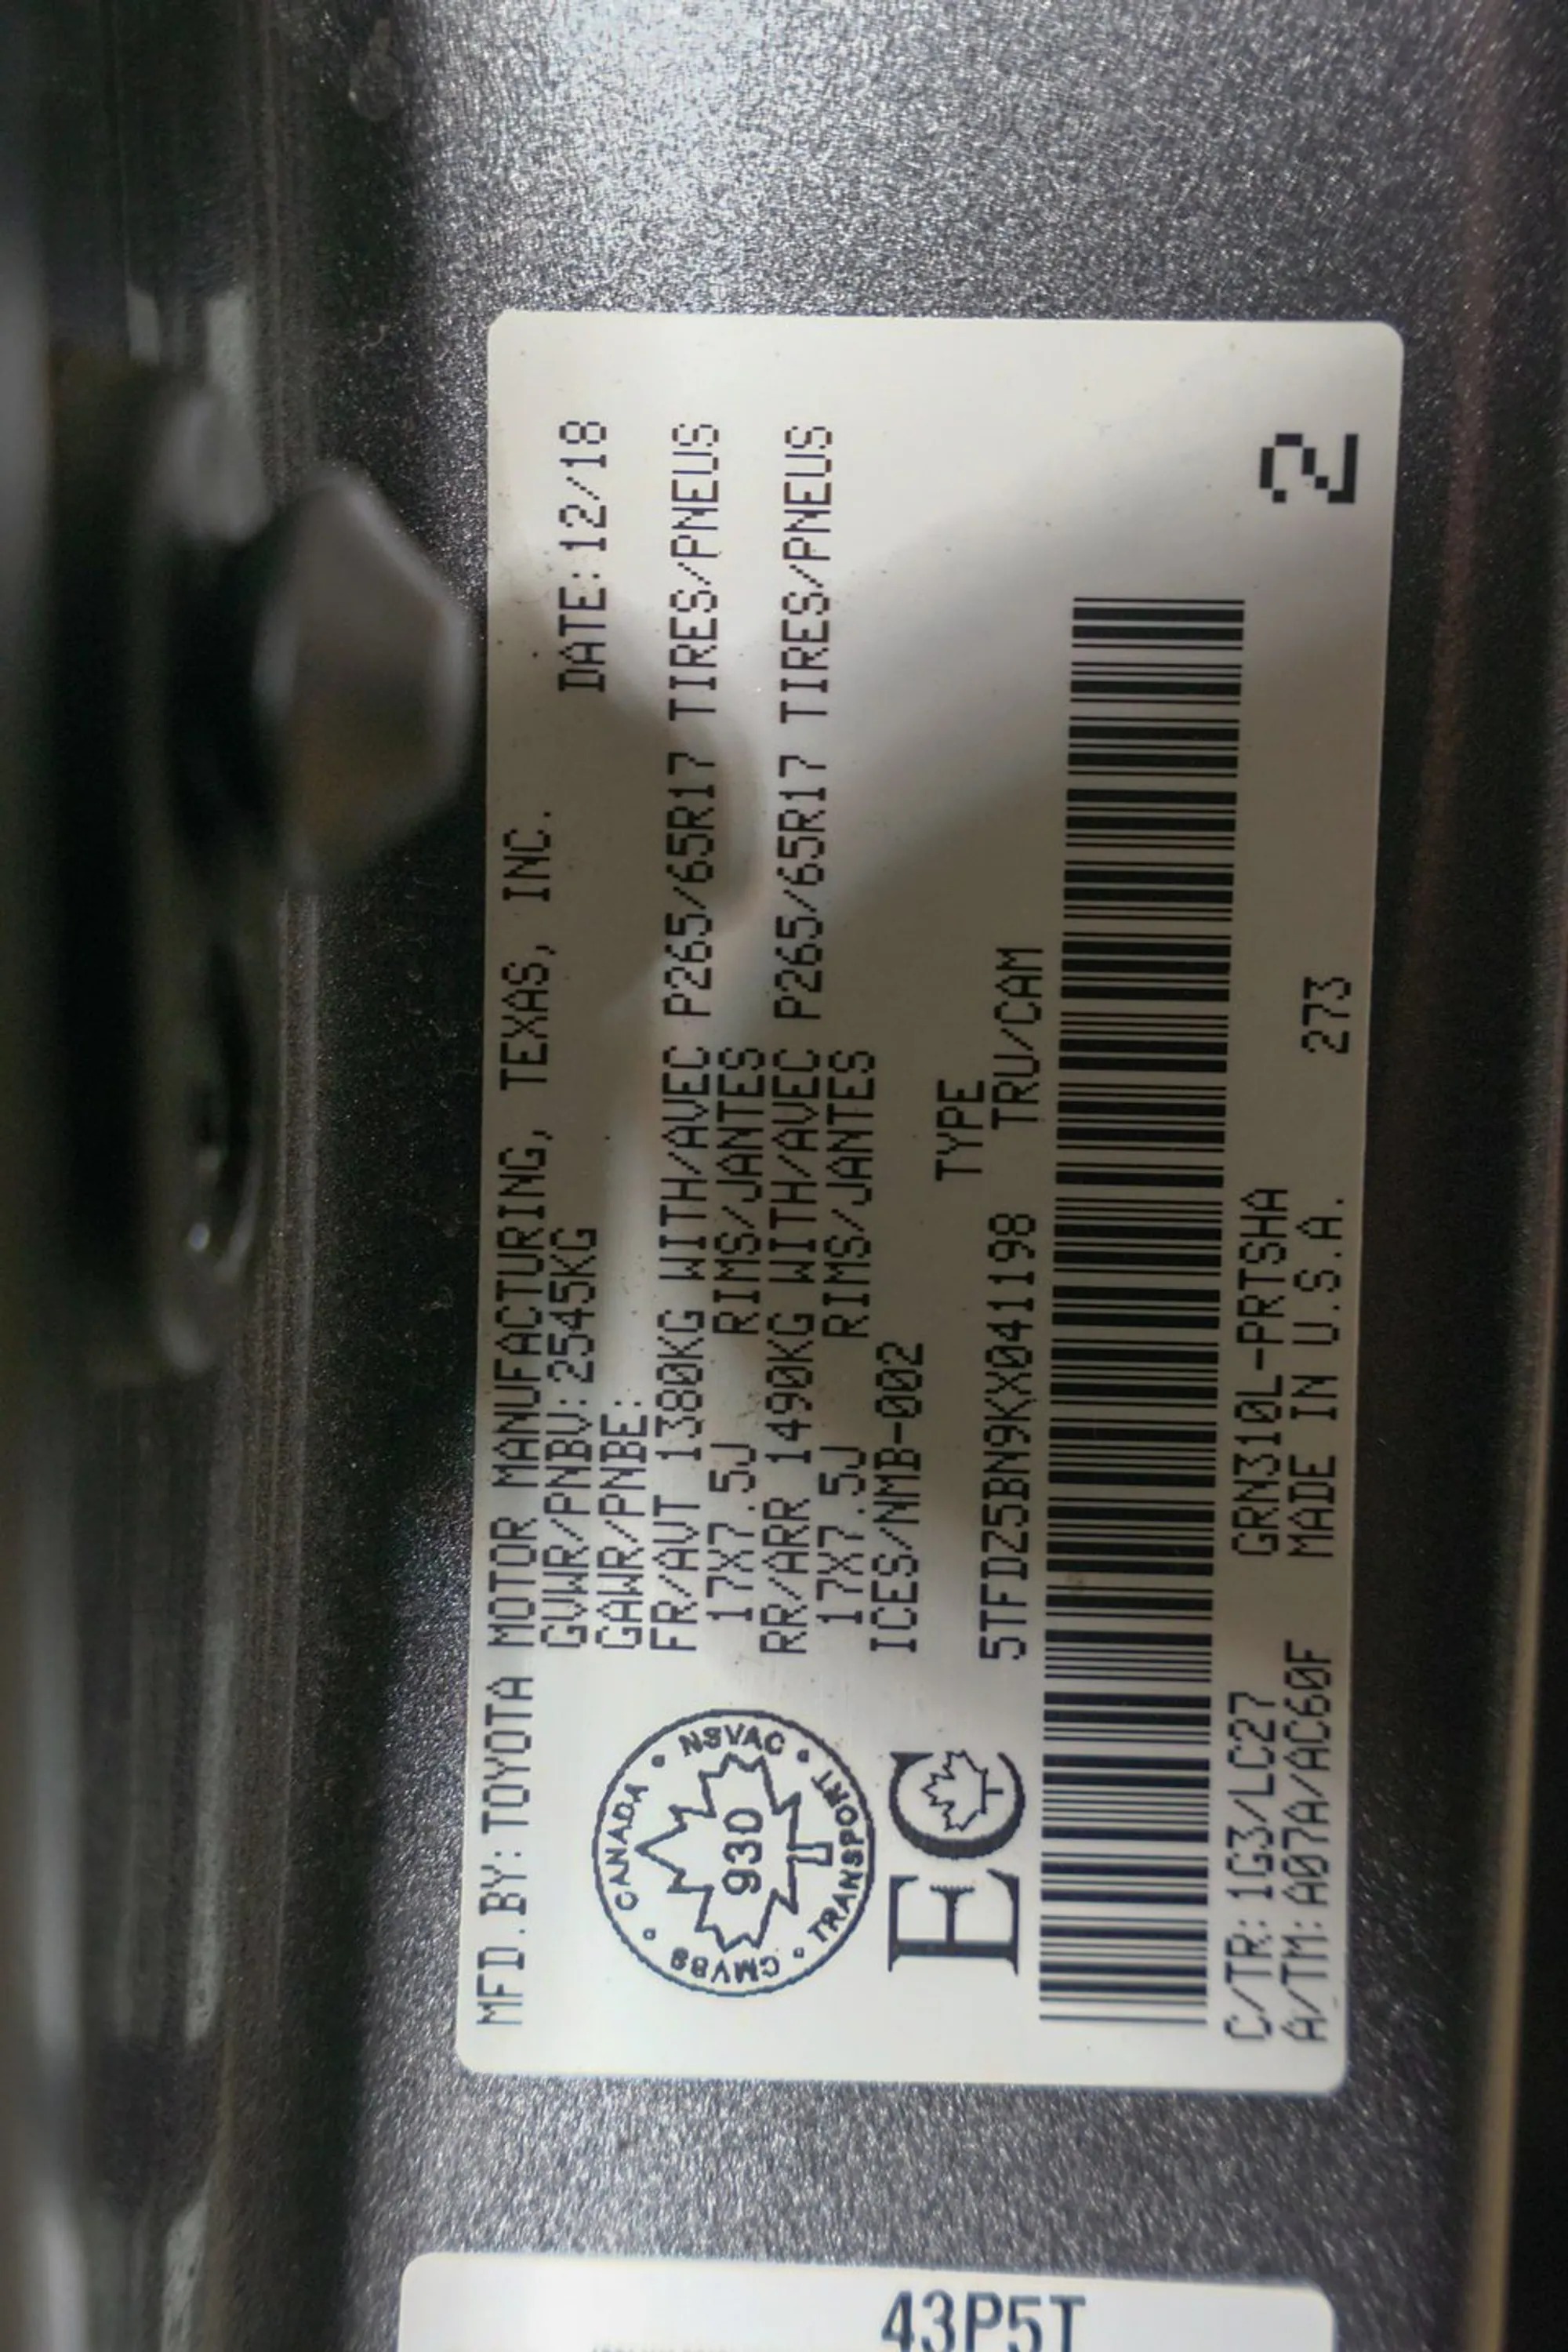 MFD.BY:TOYOTA MOTOR MANUFACTURING, TEXAS, INC.
GVWR/PNBV:2545KG DATE:12/18
GAWR/PNBE:
FR/AUT 1380KG WITH/AVEC P265/65R17 TIRES/PNEUS
17X7.5J RIMS/JANTES
RR/ARR 1490KG WITH/AVEC P265/65R17 TIRES/PNEUS
17X7.5J RIMS/JANTES
ICES/NMB-002
CANADA • NSVAC • TRANSPORT • CMVSS •
930
EC
TYPE
5TFDZ5BN9KX041198 TRU/CAM
C/TR:1G3/LC27 GRN310L-PRTSHA
A/TM:A07A/AC60F MADE IN U.S.A. 273
2
43P5T